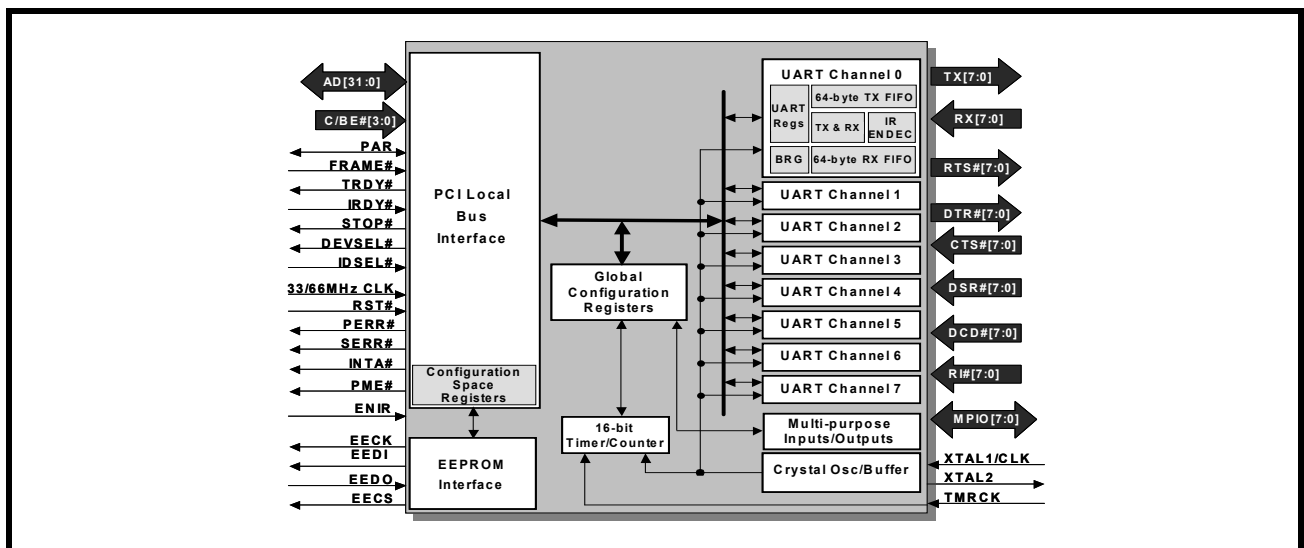 AD[31:0]
C/BE#[3:0]
PAR
FRAME#
TRDY#
IRDY#
STOP#
DEVSEL#
IDSEL#
33/66MHz CLK
RST#
PERR#
SERR#
INTA#
PME#
ENIR
EECK
EEDI
EEDO
EECS
PCI Local
Bus
Interface
Configuration
Space
Registers
EEPROM
Interface
Global
Configuration
Registers
16-bit
Timer/Counter
UART Channel 0
UART
Regs
64-byte TX FIFO
TX & RX
IR
ENDEC
BRG
64-byte RX FIFO
UART Channel 1
UART Channel 2
UART Channel 3
UART Channel 4
UART Channel 5
UART Channel 6
UART Channel 7
Multi-purpose
Inputs/Outputs
Crystal Osc/Buffer
TX[7:0]
RX[7:0]
RTS#[7:0]
DTR#[7:0]
CTS#[7:0]
DSR#[7:0]
DCD#[7:0]
RI#[7:0]
MPIO[7:0]
XTAL1/CLK
XTAL2
TMRCK